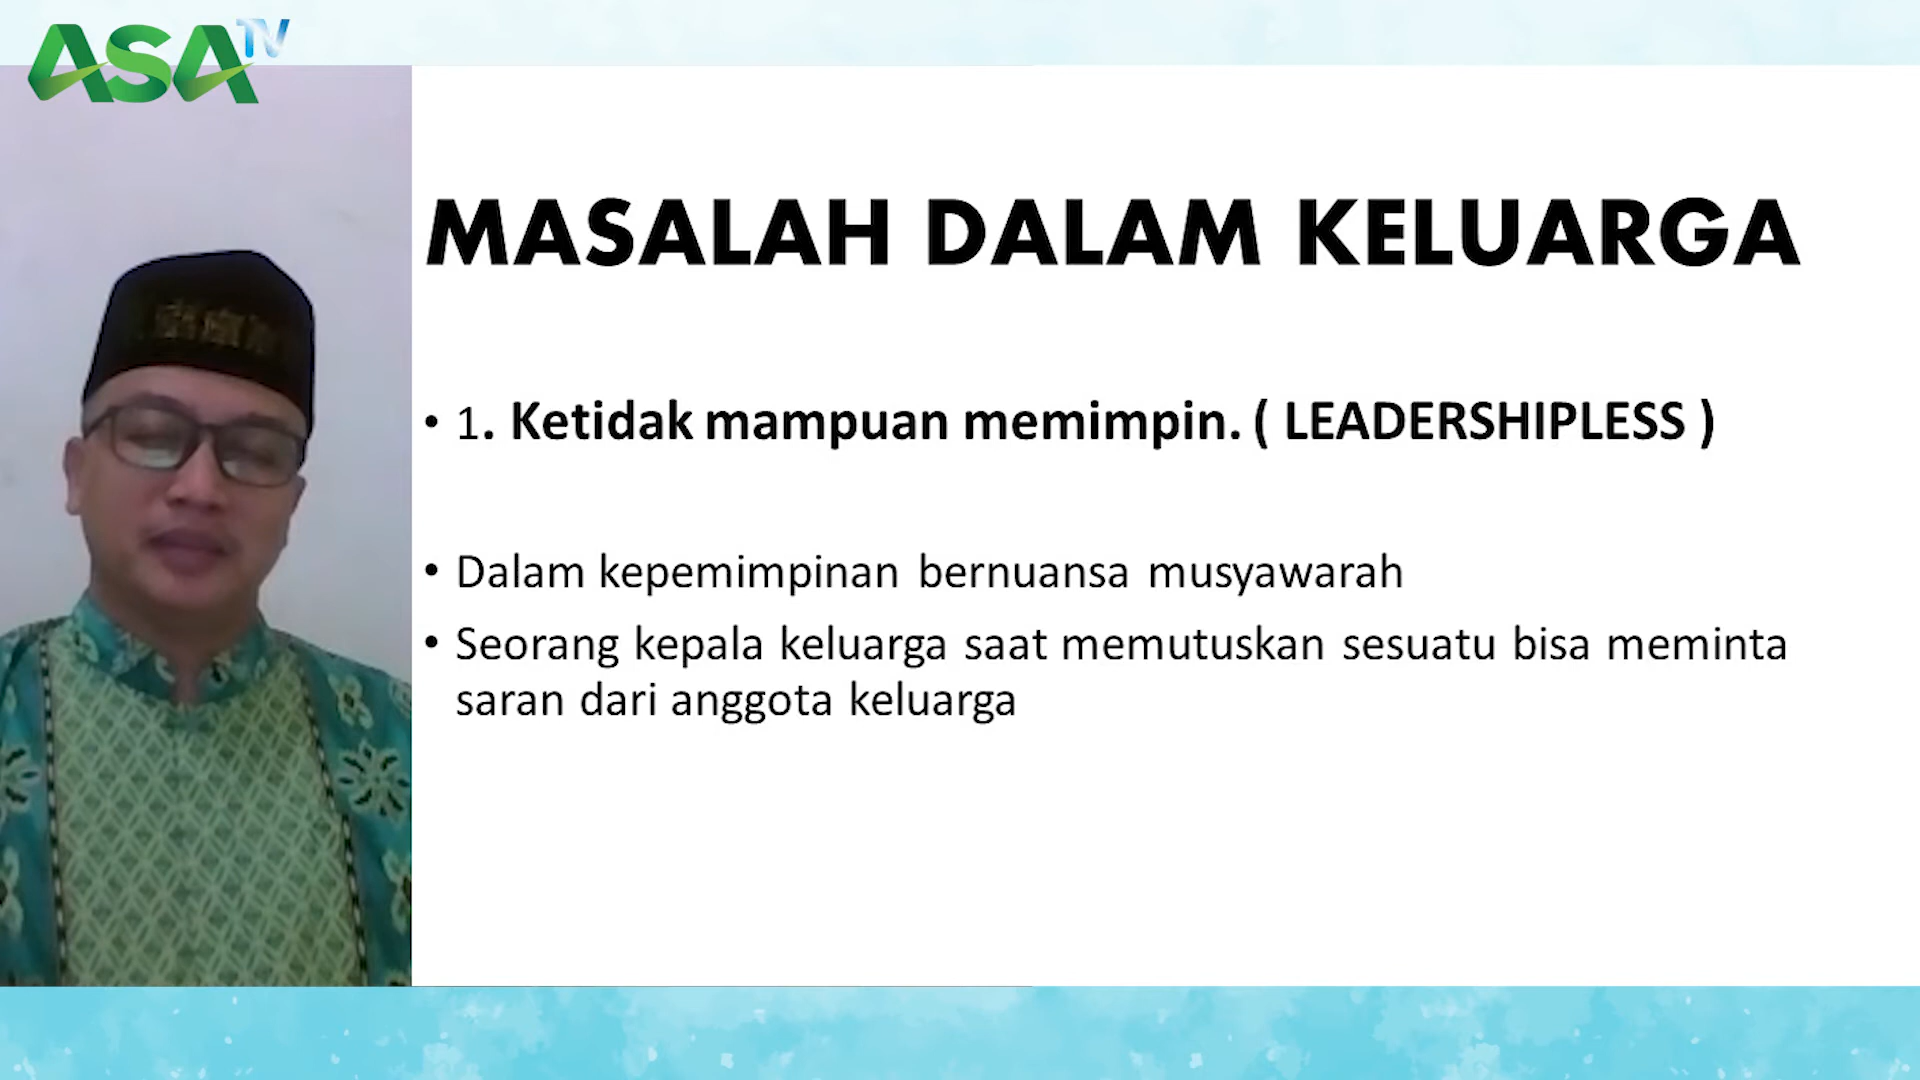 ASA TV
MASALAH DALAM KELUARGA
• 1. Ketidak mampuan memimpin. ( LEADERSHIPLESS )
• Dalam kepemimpinan bernuansa musyawarah
• Seorang kepala keluarga saat memutuskan sesuatu bisa meminta
saran dari anggota keluarga